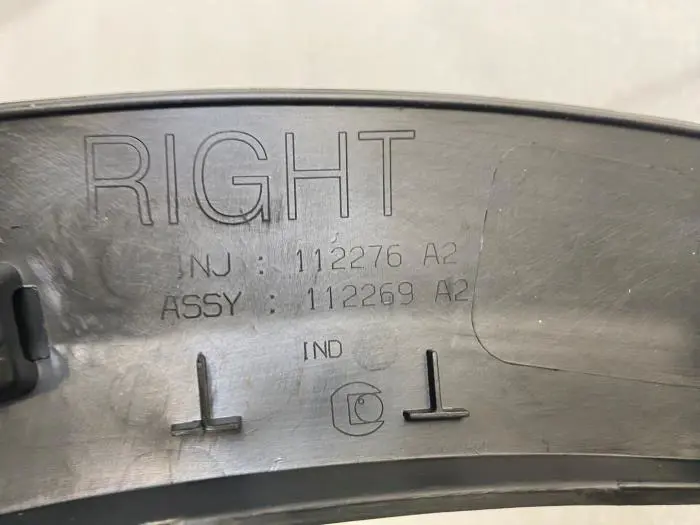 RIGHT
INJ : 112276 A2
ASSY : 112269 A2
IND